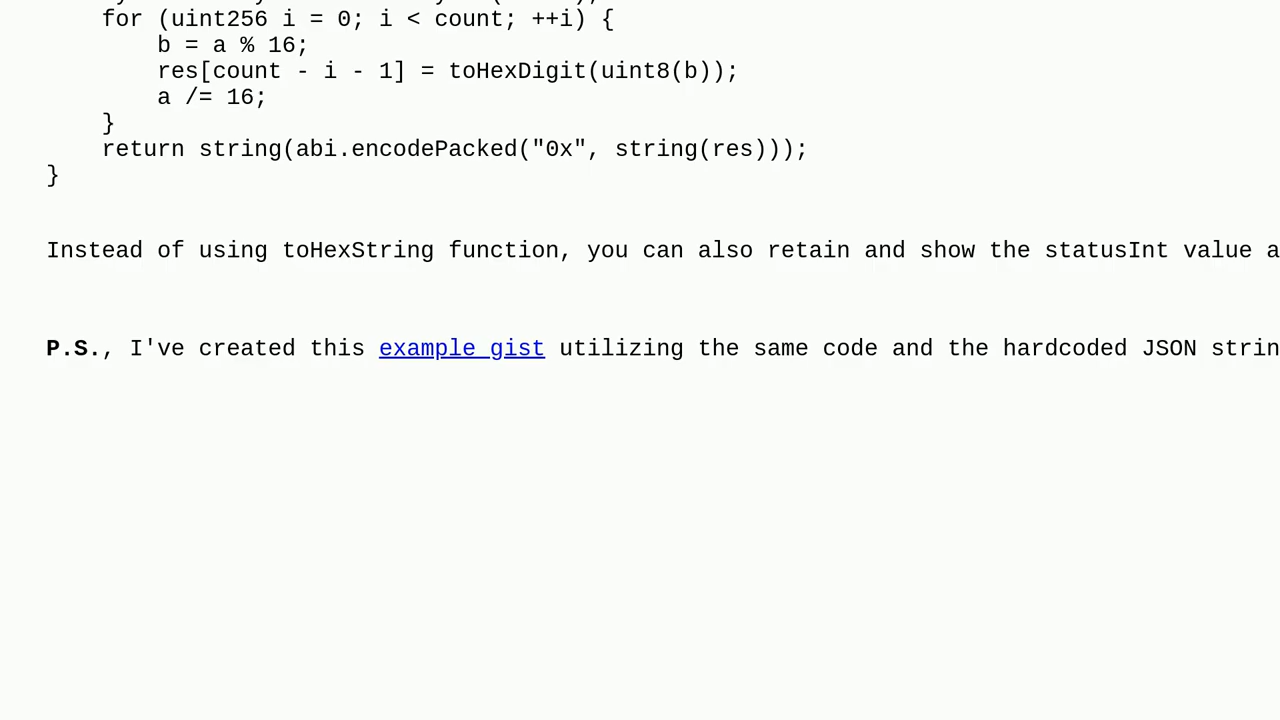 for (uint256 i = 0; i < count; ++i) {
b = a % 16;
res[count - i - 1] = toHexDigit(uint8(b));
a /= 16;
}
return string(abi.encodePacked("0x", string(res)));
}
Instead of using toHexString function, you can also retain and show the statusInt value a
P.S., I've created this example gist utilizing the same code and the hardcoded JSON strin